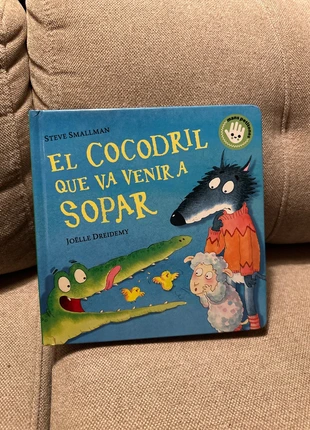 STEVE SMALLMAN
EL COCODRIL
QUE VA VENIR A
SOPAR
JOËLLE DREIDEMY